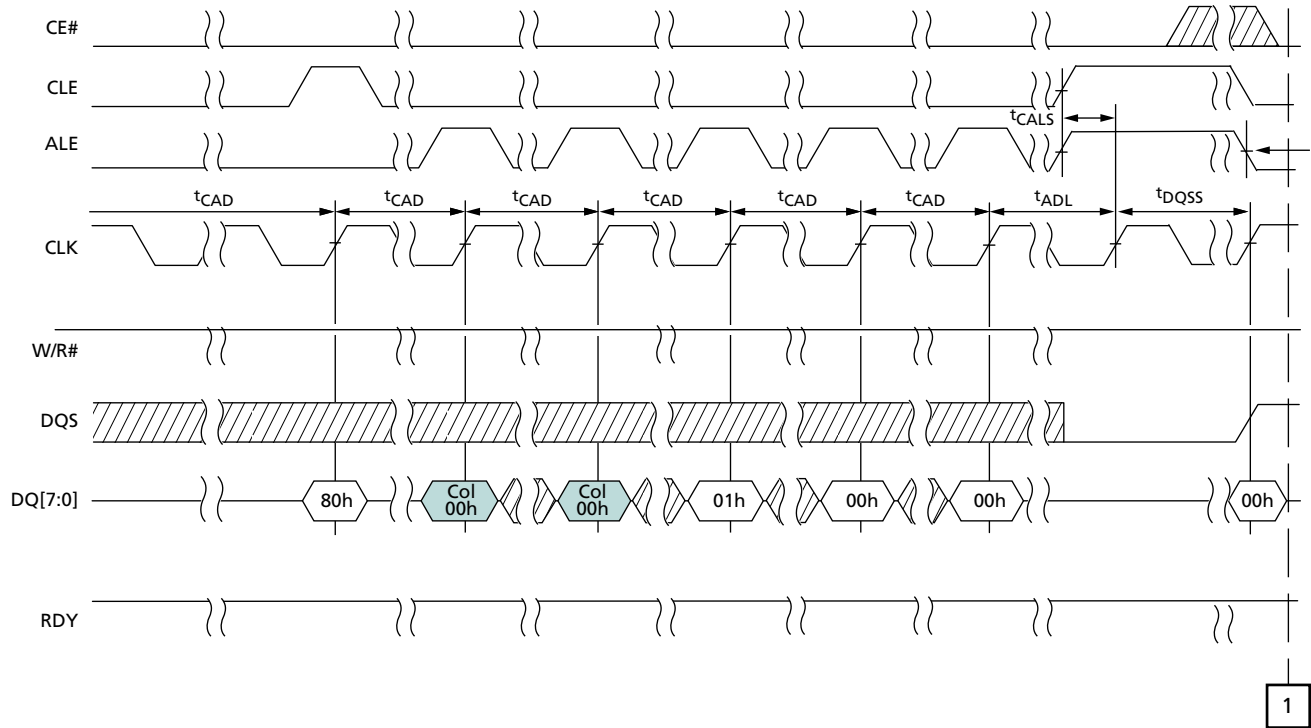 CE#
CLE
tCALS
ALE
tCAD tCAD tCAD tCAD tCAD tCAD tADL tDQSS
CLK
W/R#
DQS
DQ[7:0] 80h Col 00h Col 00h 01h 00h 00h 00h
RDY
1